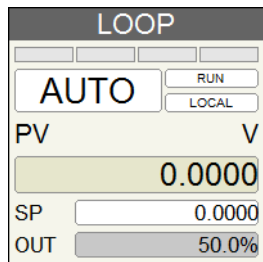 LOOP
AUTO RUN
LOCAL
PV V
0.0000
SP 0.0000
OUT 50.0%